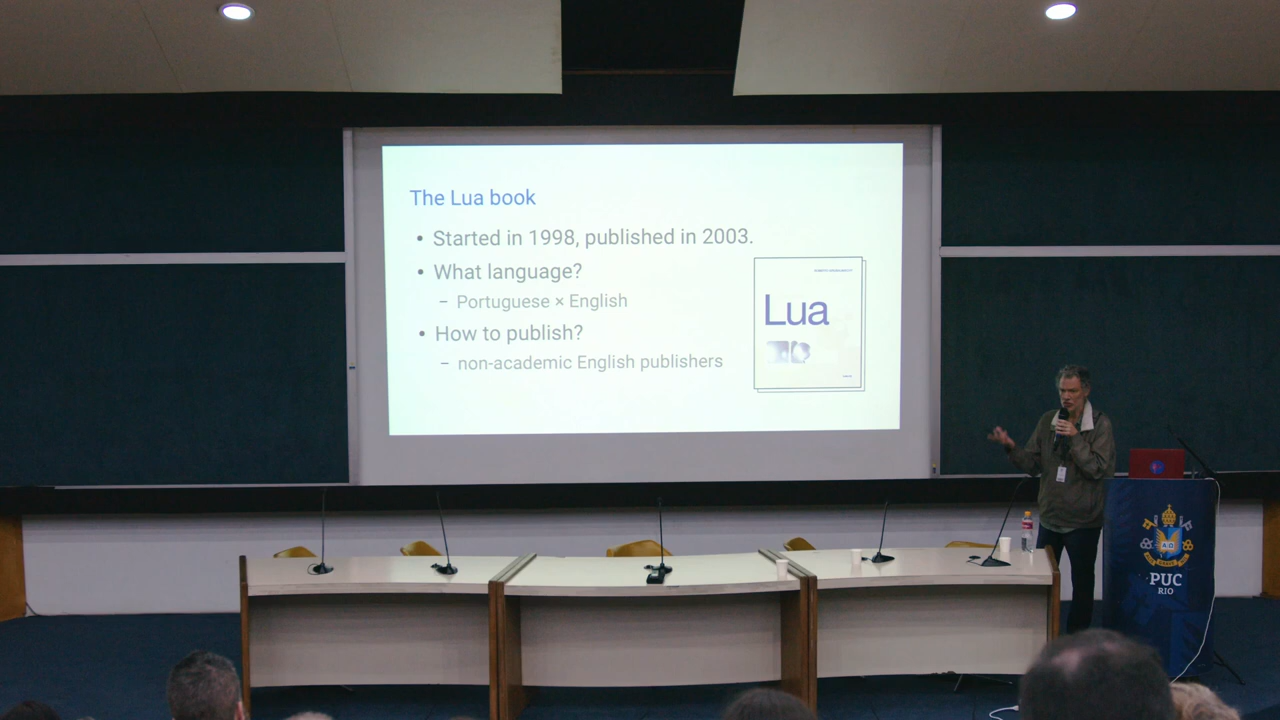 The Lua book
• Started in 1998, published in 2003.
• What language?
– Portuguese × English
• How to publish?
– non-academic English publishers
Lua
PUC
RIO